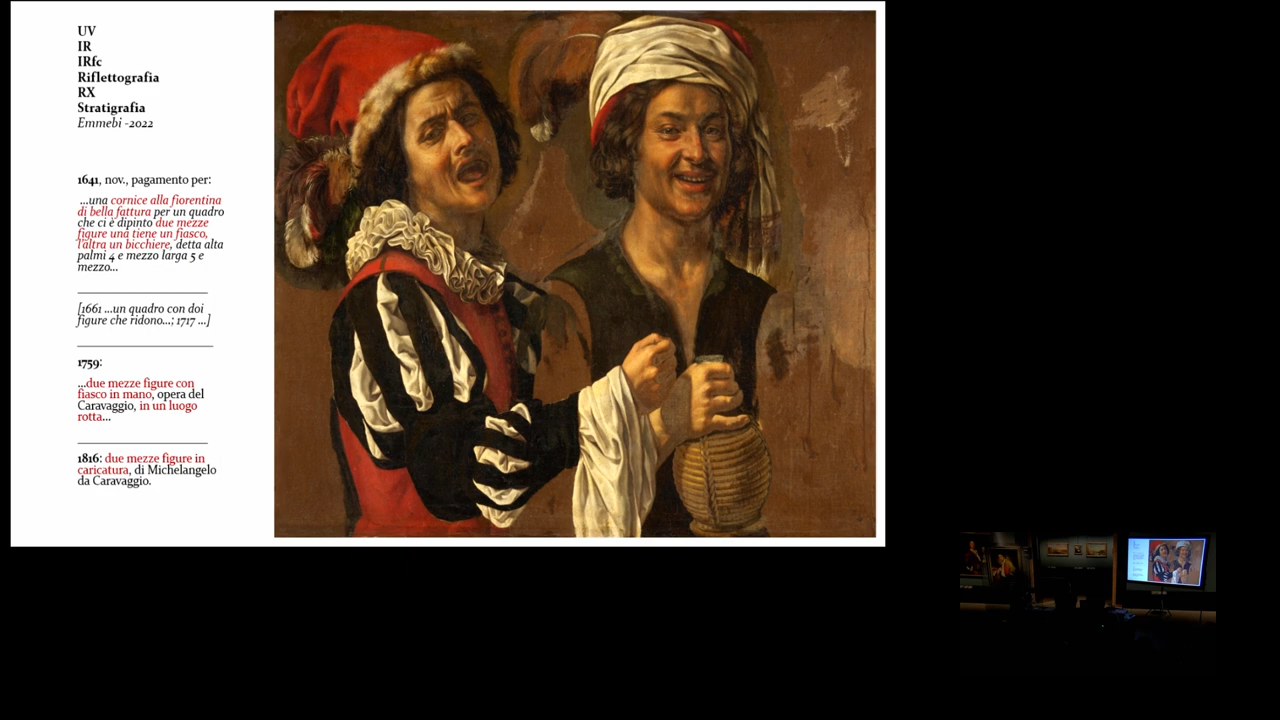 UV
IR
IRfc
Riflettografia
RX
Stratigrafia
Emmebi -2022
1641, nov., pagamento per:
...una cornice alla fiorentina
di bella fattura per un quadro
che ci è dipinto due mezze
figure una tiene un fiasco,
l'altra un bicchiere, detta alta
palmi 4 e mezzo larga 5 e
mezzo...
[1661 ...un quadro con doi
figure che ridono...; 1717 ...]
1759:
...due mezze figure con
fiasco in mano, opera del
Caravaggio, in un luogo
rotta...
1816: due mezze figure in
caricatura, di Michelangelo
da Caravaggio.